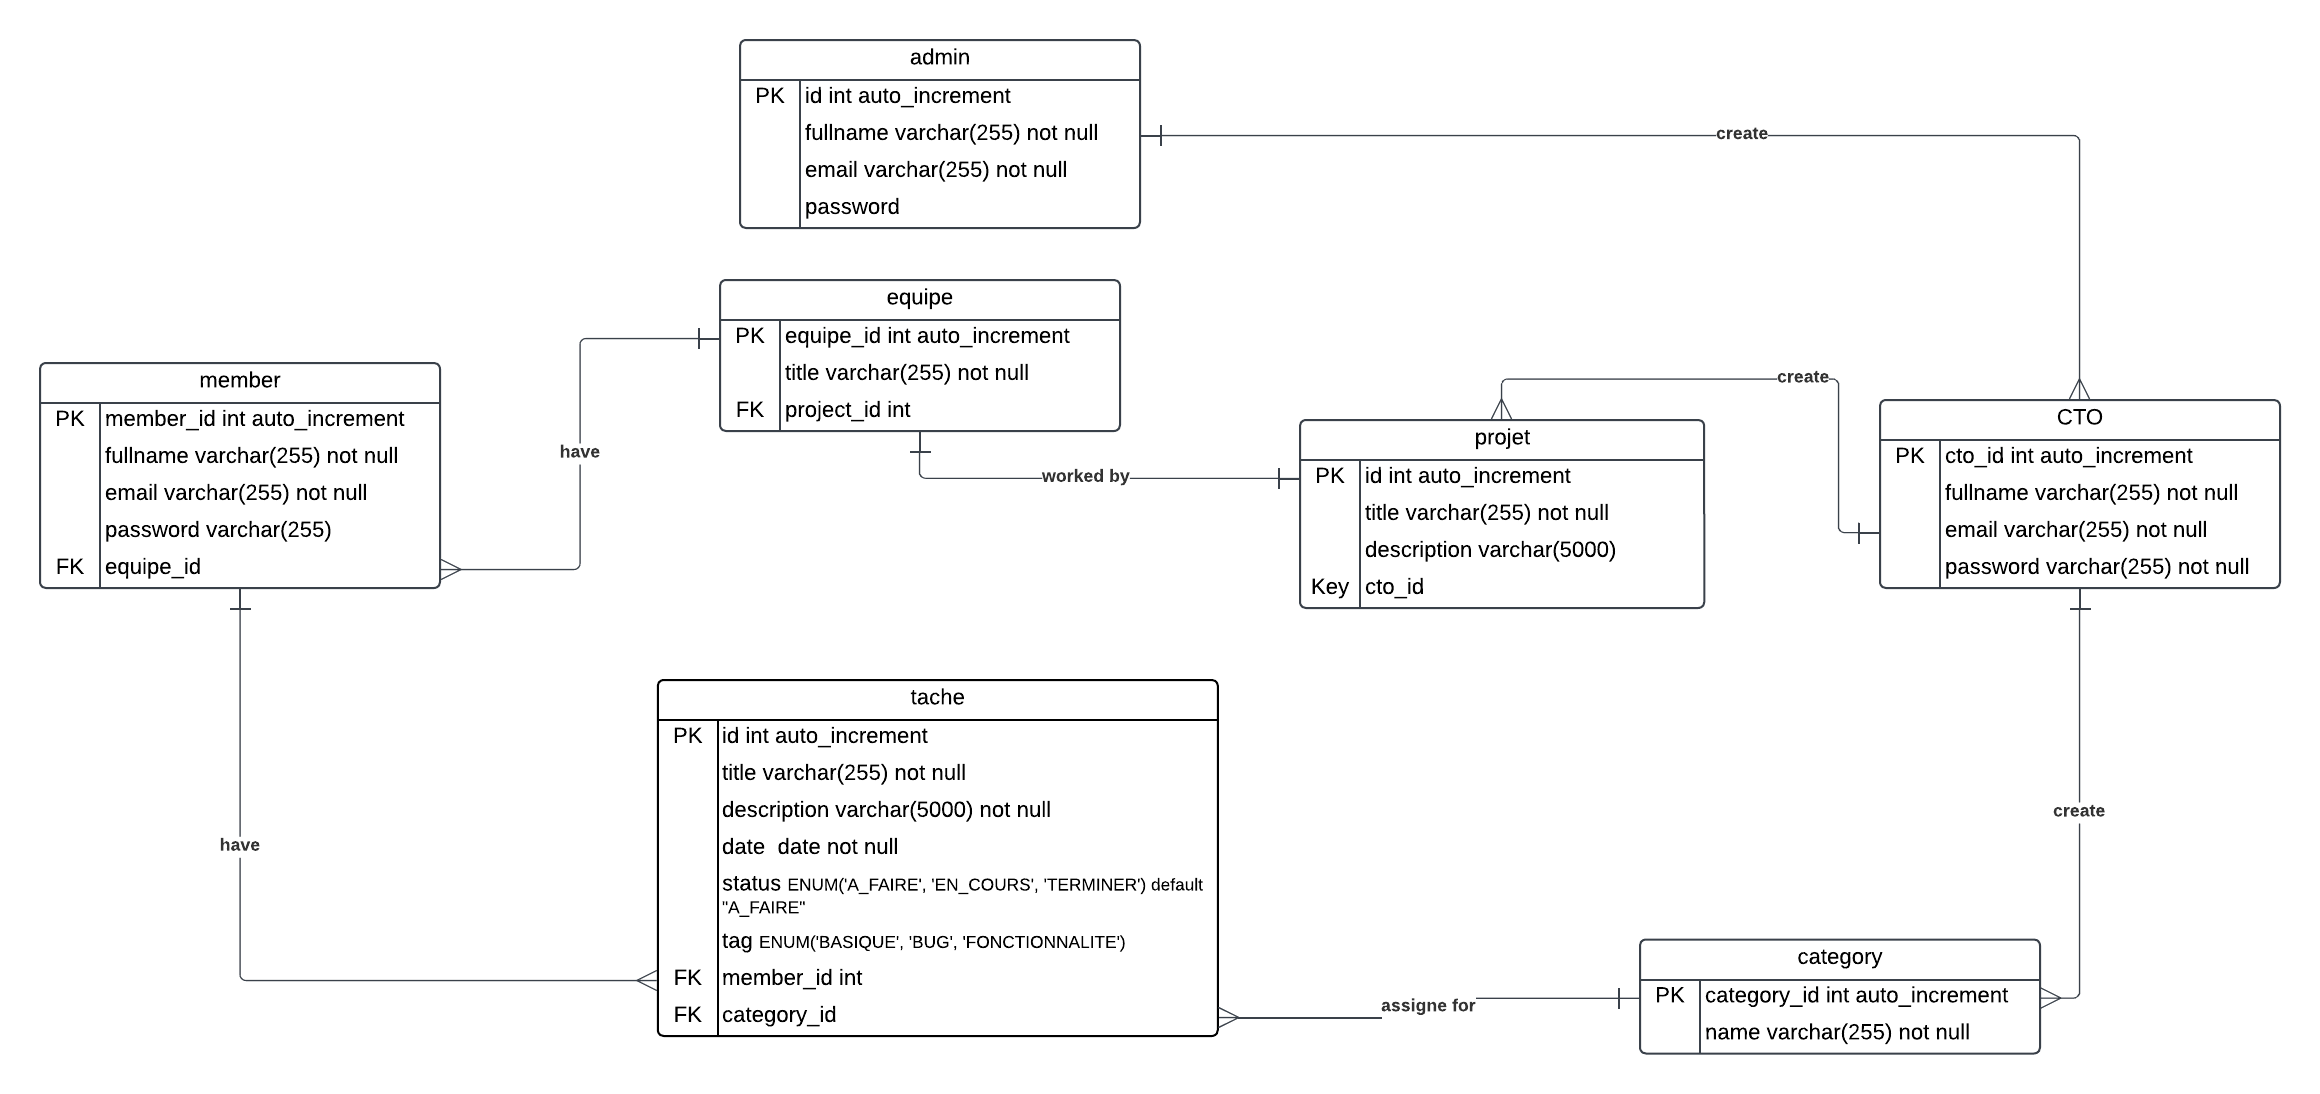 admin
PK id int auto_increment
fullname varchar(255) not null
email varchar(255) not null
password
create
equipe
PK equipe_id int auto_increment
title varchar(255) not null
FK project_id int
member
PK member_id int auto_increment
fullname varchar(255) not null
email varchar(255) not null
password varchar(255)
FK equipe_id
have
worked by
create
projet
PK id int auto_increment
title varchar(255) not null
description varchar(5000)
Key cto_id
CTO
PK cto_id int auto_increment
fullname varchar(255) not null
email varchar(255) not null
password varchar(255) not null
tache
PK id int auto_increment
title varchar(255) not null
description varchar(5000) not null
date  date not null
status ENUM('A_FAIRE', 'EN_COURS', 'TERMINER') default
"A_FAIRE"
tag ENUM('BASIQUE', 'BUG', 'FONCTIONNALITE')
FK member_id int
FK category_id
have
create
assigne for
category
PK category_id int auto_increment
name varchar(255) not null